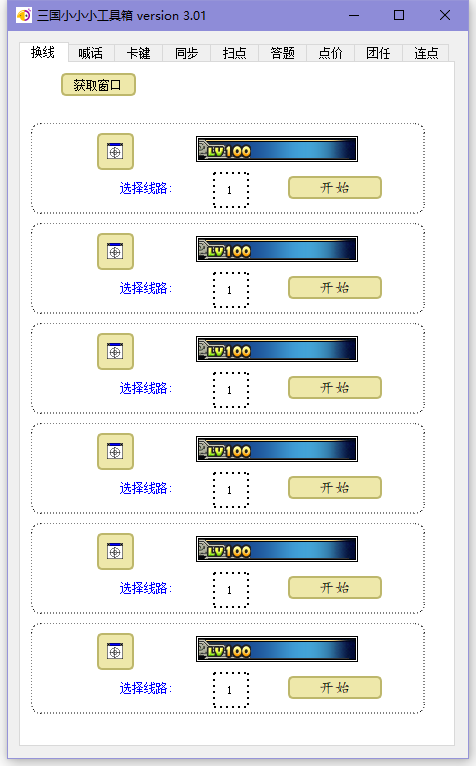 三国小小小工具箱 version 3.01
换线 喊话 卡键 同步 扫点 答题 点价 团任 连点
获取窗口
LV100
选择线路: 1 开始
LV100
选择线路: 1 开始
LV100
选择线路: 1 开始
LV100
选择线路: 1 开始
LV100
选择线路: 1 开始
LV100
选择线路: 1 开始